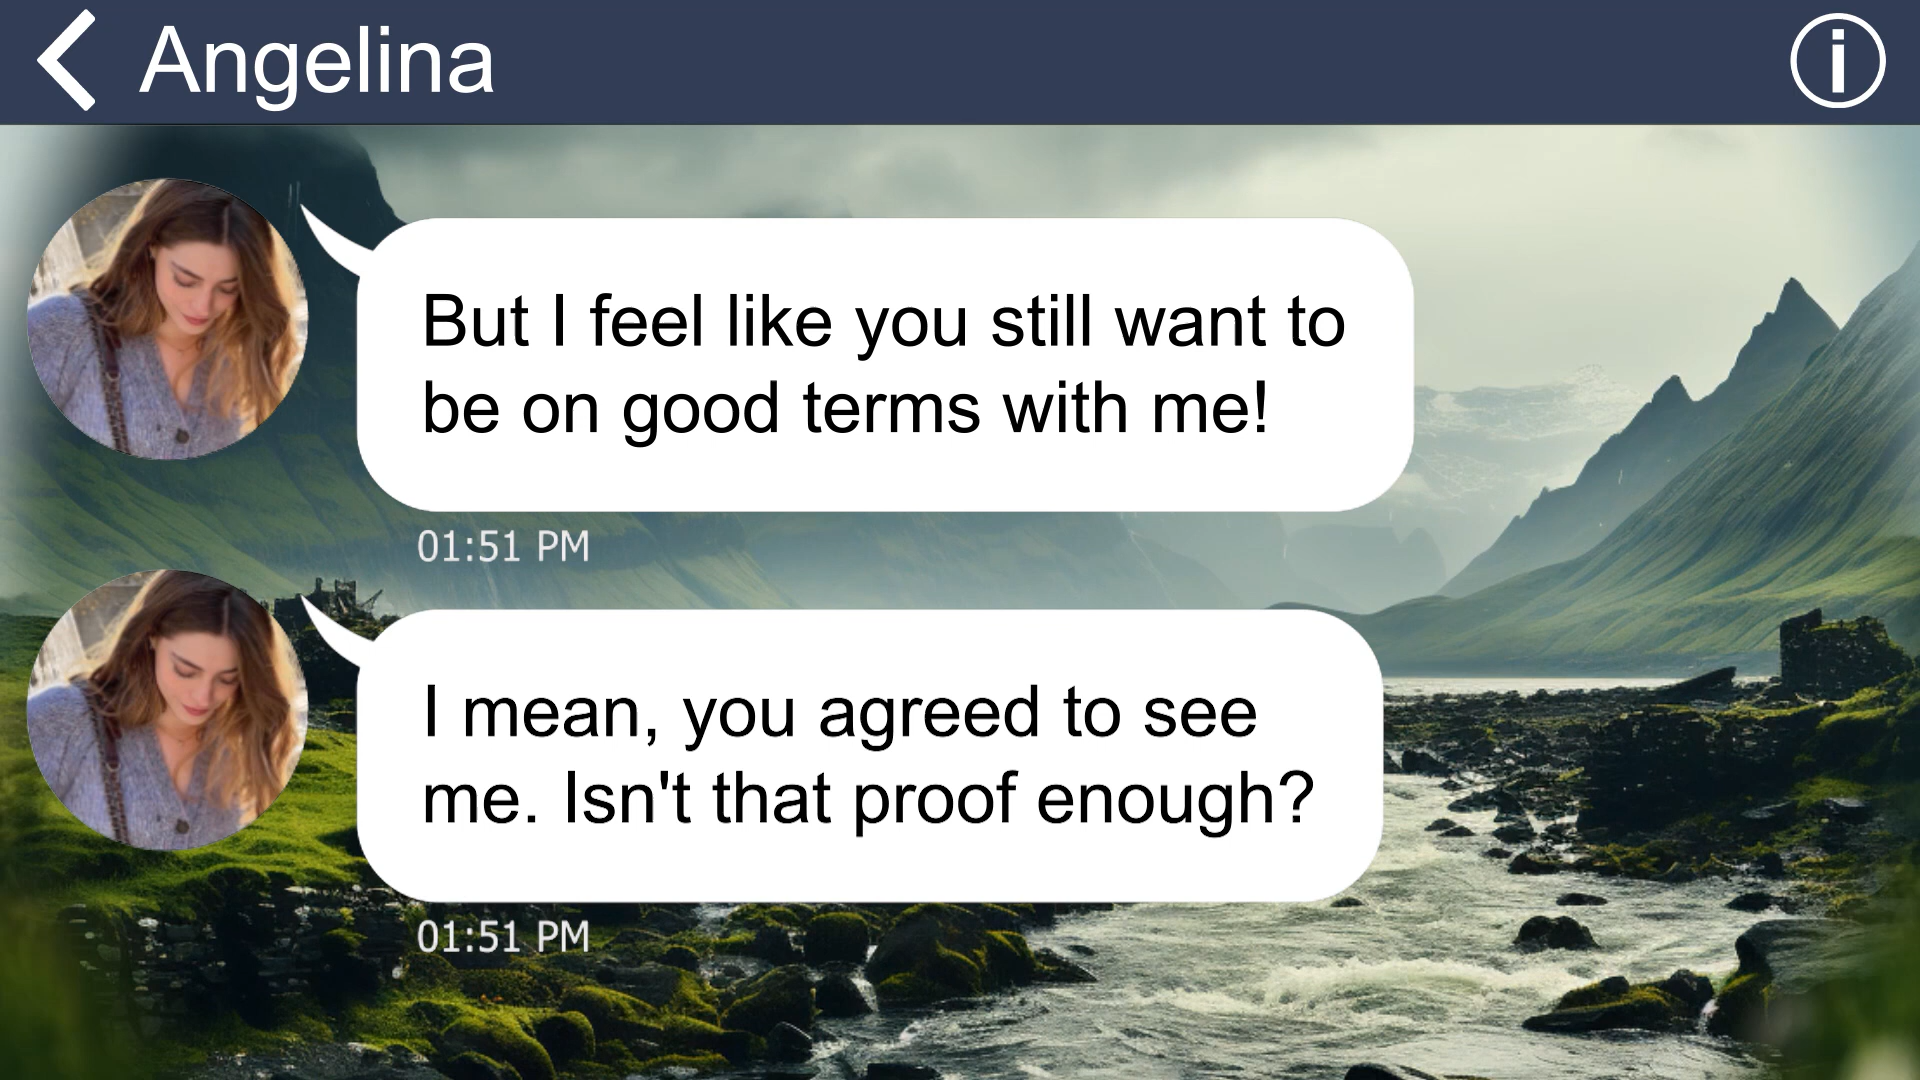 Angelina
But I feel like you still want to
be on good terms with me!
01:51 PM
I mean, you agreed to see
me. Isn't that proof enough?
01:51 PM